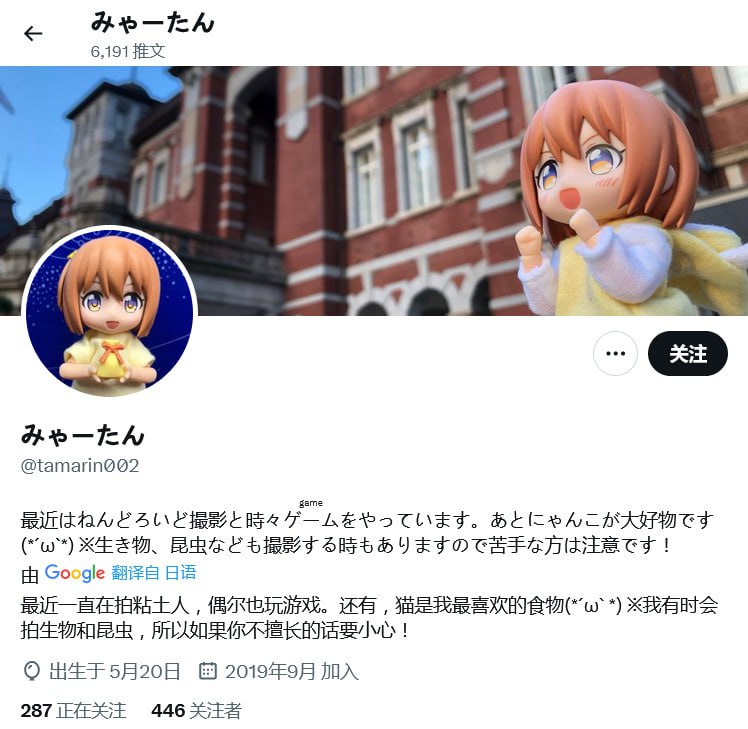 みゃーたん
6,191 推文
关注
みゃーたん
@tamarin002
game
最近はねんどろいど撮影と時々ゲームをやっています。あとにゃんこが大好物です
(*´ω`*) ※生き物、昆虫なども撮影する時もありますので苦手な方は注意です！
由 Google 翻译自 日语
最近一直在拍粘土人，偶尔也玩游戏。还有，猫是我最喜欢的食物(*´ω` *) ※我有时会
拍生物和昆虫，所以如果你不擅长的话要小心！
出生于 5月20日 2019年9月 加入
287 正在关注 446 关注者